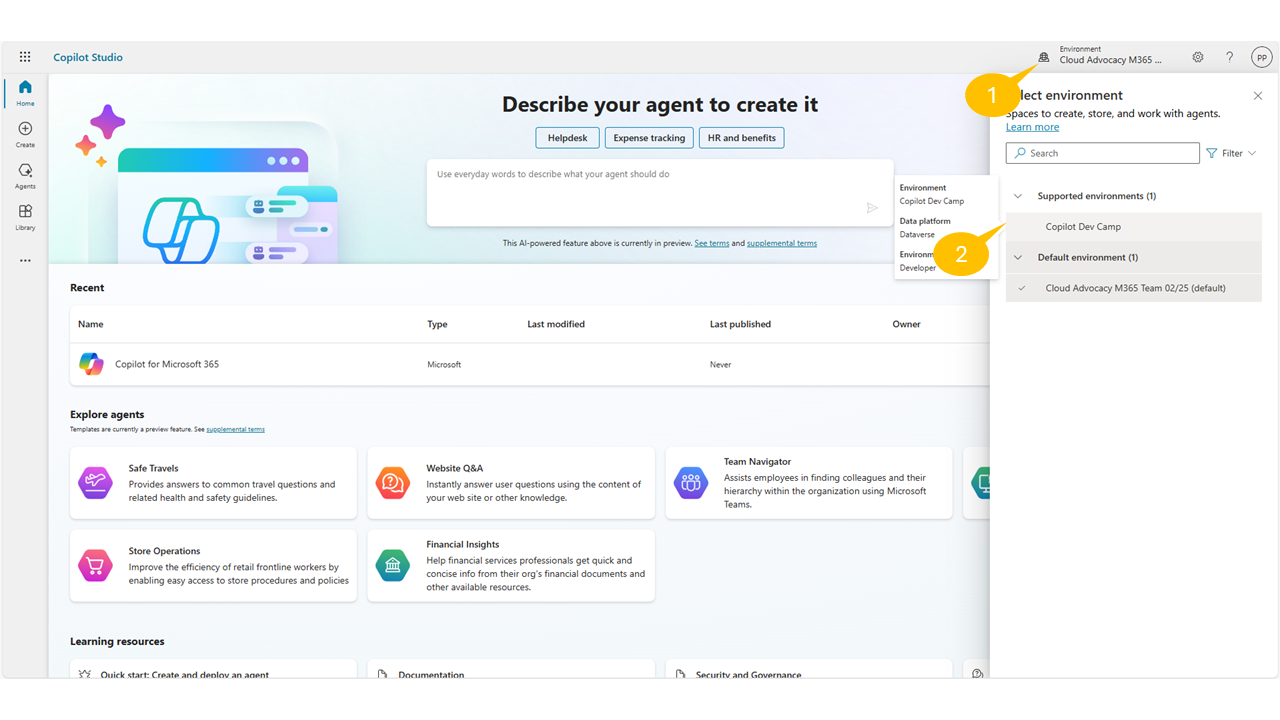 Copilot Studio
Environment
Cloud Advocacy M365 ...
?
PP
Home
Create
Agents
Library
...
Describe your agent to create it
Helpdesk
Expense tracking
HR and benefits
Use everyday words to describe what your agent should do
This AI-powered feature above is currently in preview. See terms and supplemental terms
Recent
Name Type Last modified Last published Owner
Copilot for Microsoft 365 Microsoft Never
Explore agents
Templates are currently a preview feature. See supplemental terms
Safe Travels
Provides answers to common travel questions and
related health and safety guidelines.
Website Q&A
Instantly answer user questions using the content of
your web site or other knowledge.
Team Navigator
Assists employees in finding colleagues and their
hierarchy within the organization using Microsoft
Teams.
Store Operations
Improve the efficiency of retail frontline workers by
enabling easy access to store procedures and policies
Financial Insights
Help financial services professionals get quick and
concise info from their org's financial documents and
other available resources.
Learning resources
Quick start: Create and deploy an agent
Documentation
Security and Governance
Environment
Copilot Dev Camp
Data platform
Dataverse
Developer
1
2
environment
Spaces to create, store, and work with agents.
Learn more
Search
Filter
Supported environments (1)
Copilot Dev Camp
Default environment (1)
Cloud Advocacy M365 Team 02/25 (default)